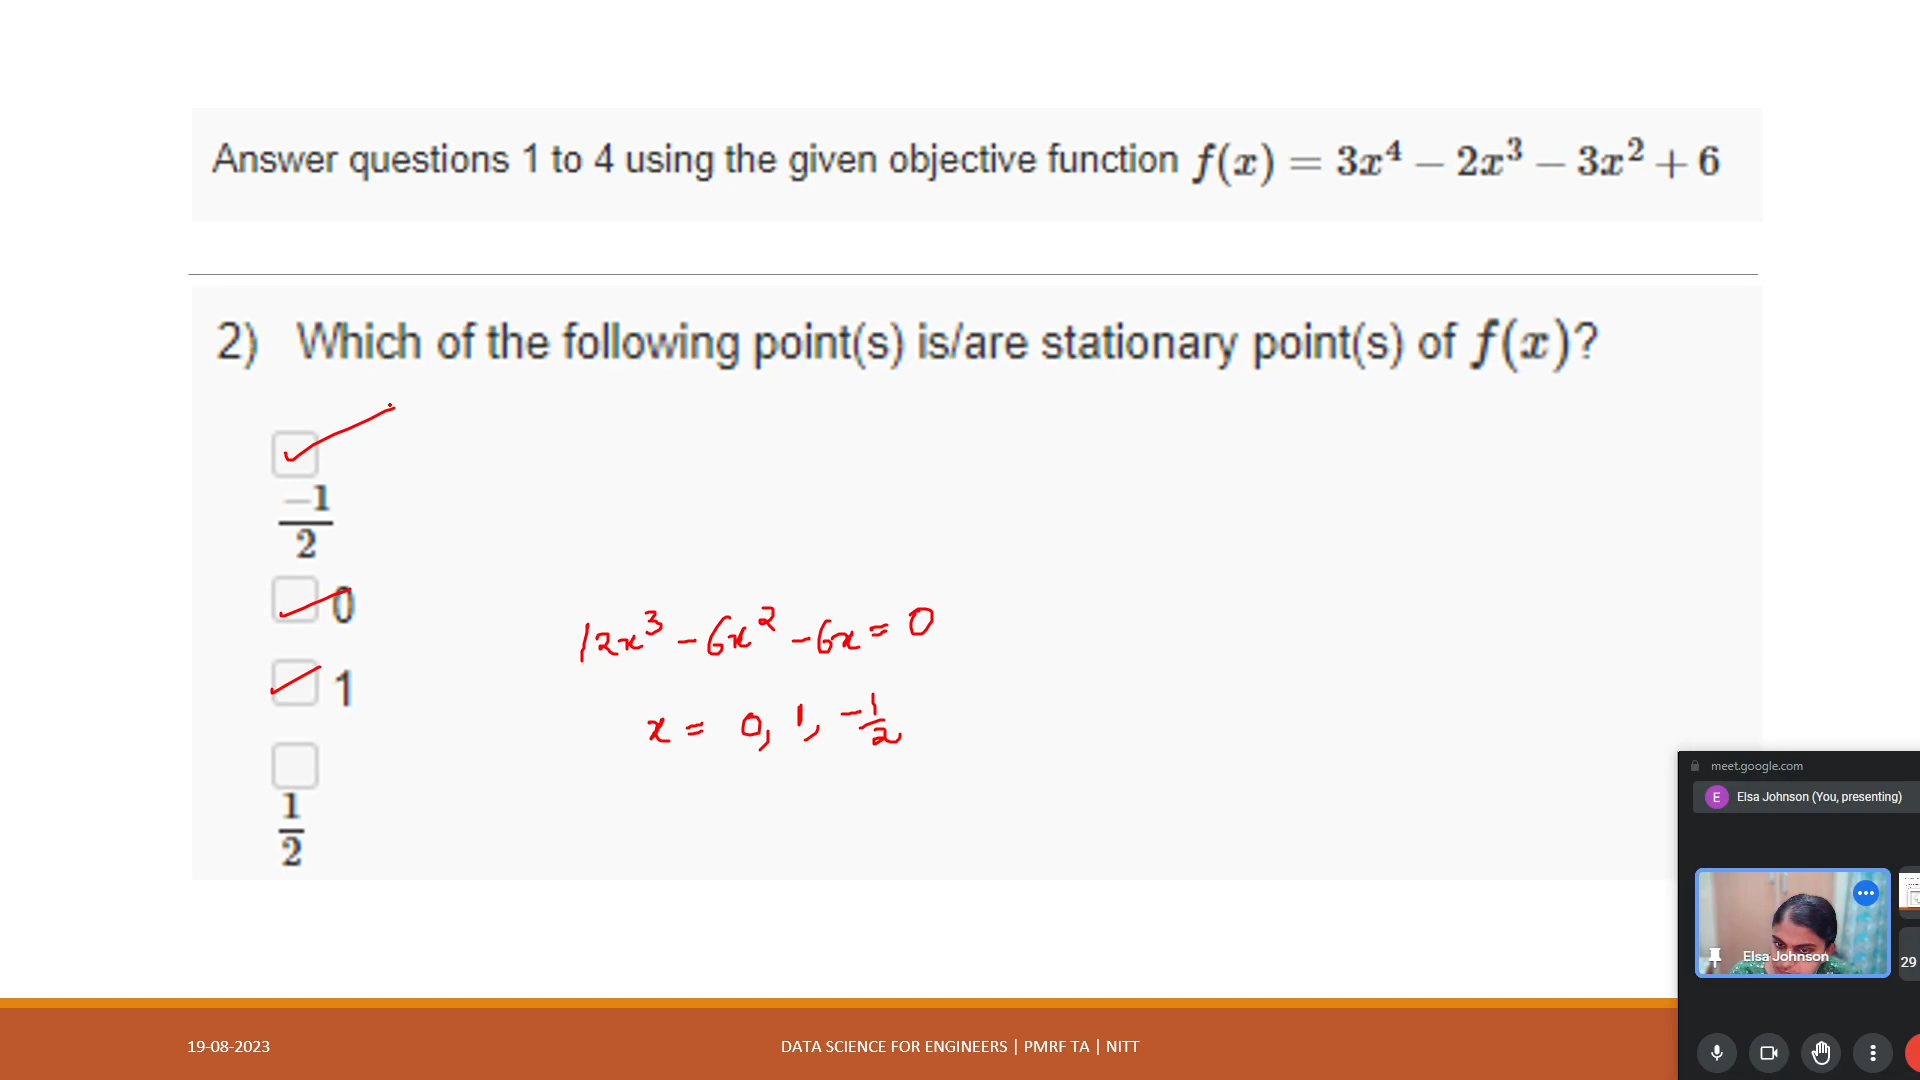 Answer questions 1 to 4 using the given objective function f(x) = 3x⁴ − 2x³ − 3x² + 6
2) Which of the following point(s) is/are stationary point(s) of f(x)?
−1
2
0
1
1
2
12x³ − 6x² − 6x = 0
x = 0, 1, −1/2
meet.google.com
E Elsa Johnson (You, presenting)
Elsa Johnson
29
19-08-2023
DATA SCIENCE FOR ENGINEERS | PMRF TA | NITT